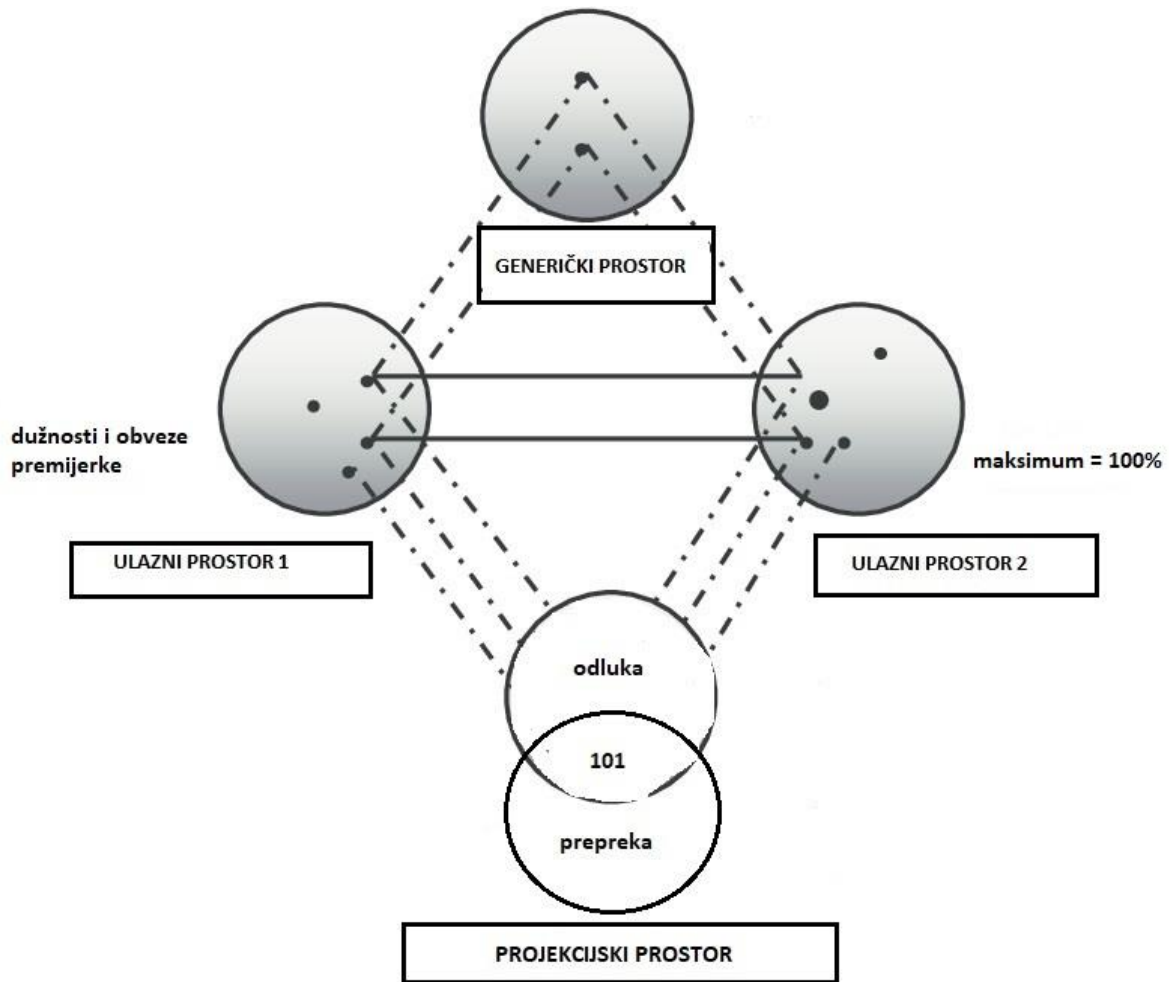 GENERIČKI PROSTOR
dužnosti i obveze
premijerke
maksimum = 100%
ULAZNI PROSTOR 1
ULAZNI PROSTOR 2
odluka
101
prepreka
PROJEKCIJSKI PROSTOR